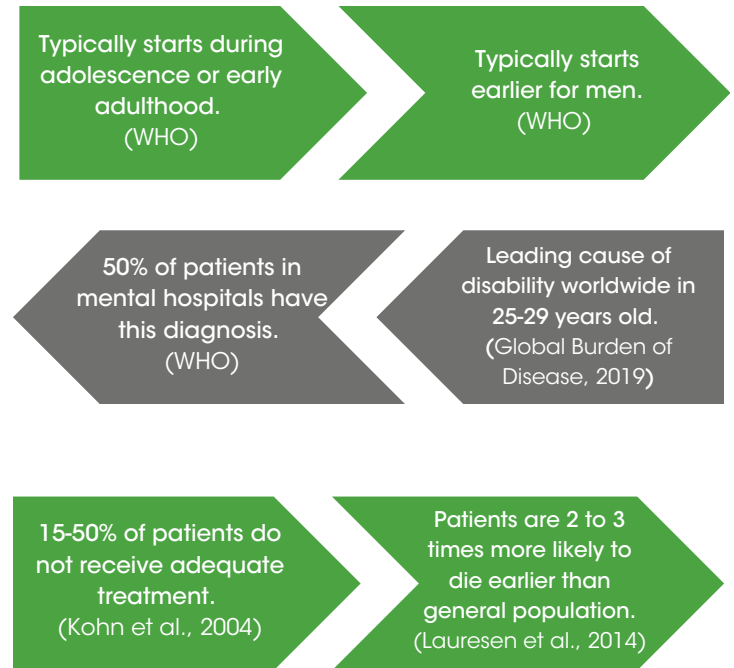 Typically starts during
adolescence or early
adulthood.
(WHO)
Typically starts
earlier for men.
(WHO)
50% of patients in
mental hospitals have
this diagnosis.
(WHO)
Leading cause of
disability worldwide in
25-29 years old.
(Global Burden of
Disease, 2019)
15-50% of patients do
not receive adequate
treatment.
(Kohn et al., 2004)
Patients are 2 to 3
times more likely to
die earlier than
general population.
(Lauresen et al., 2014)